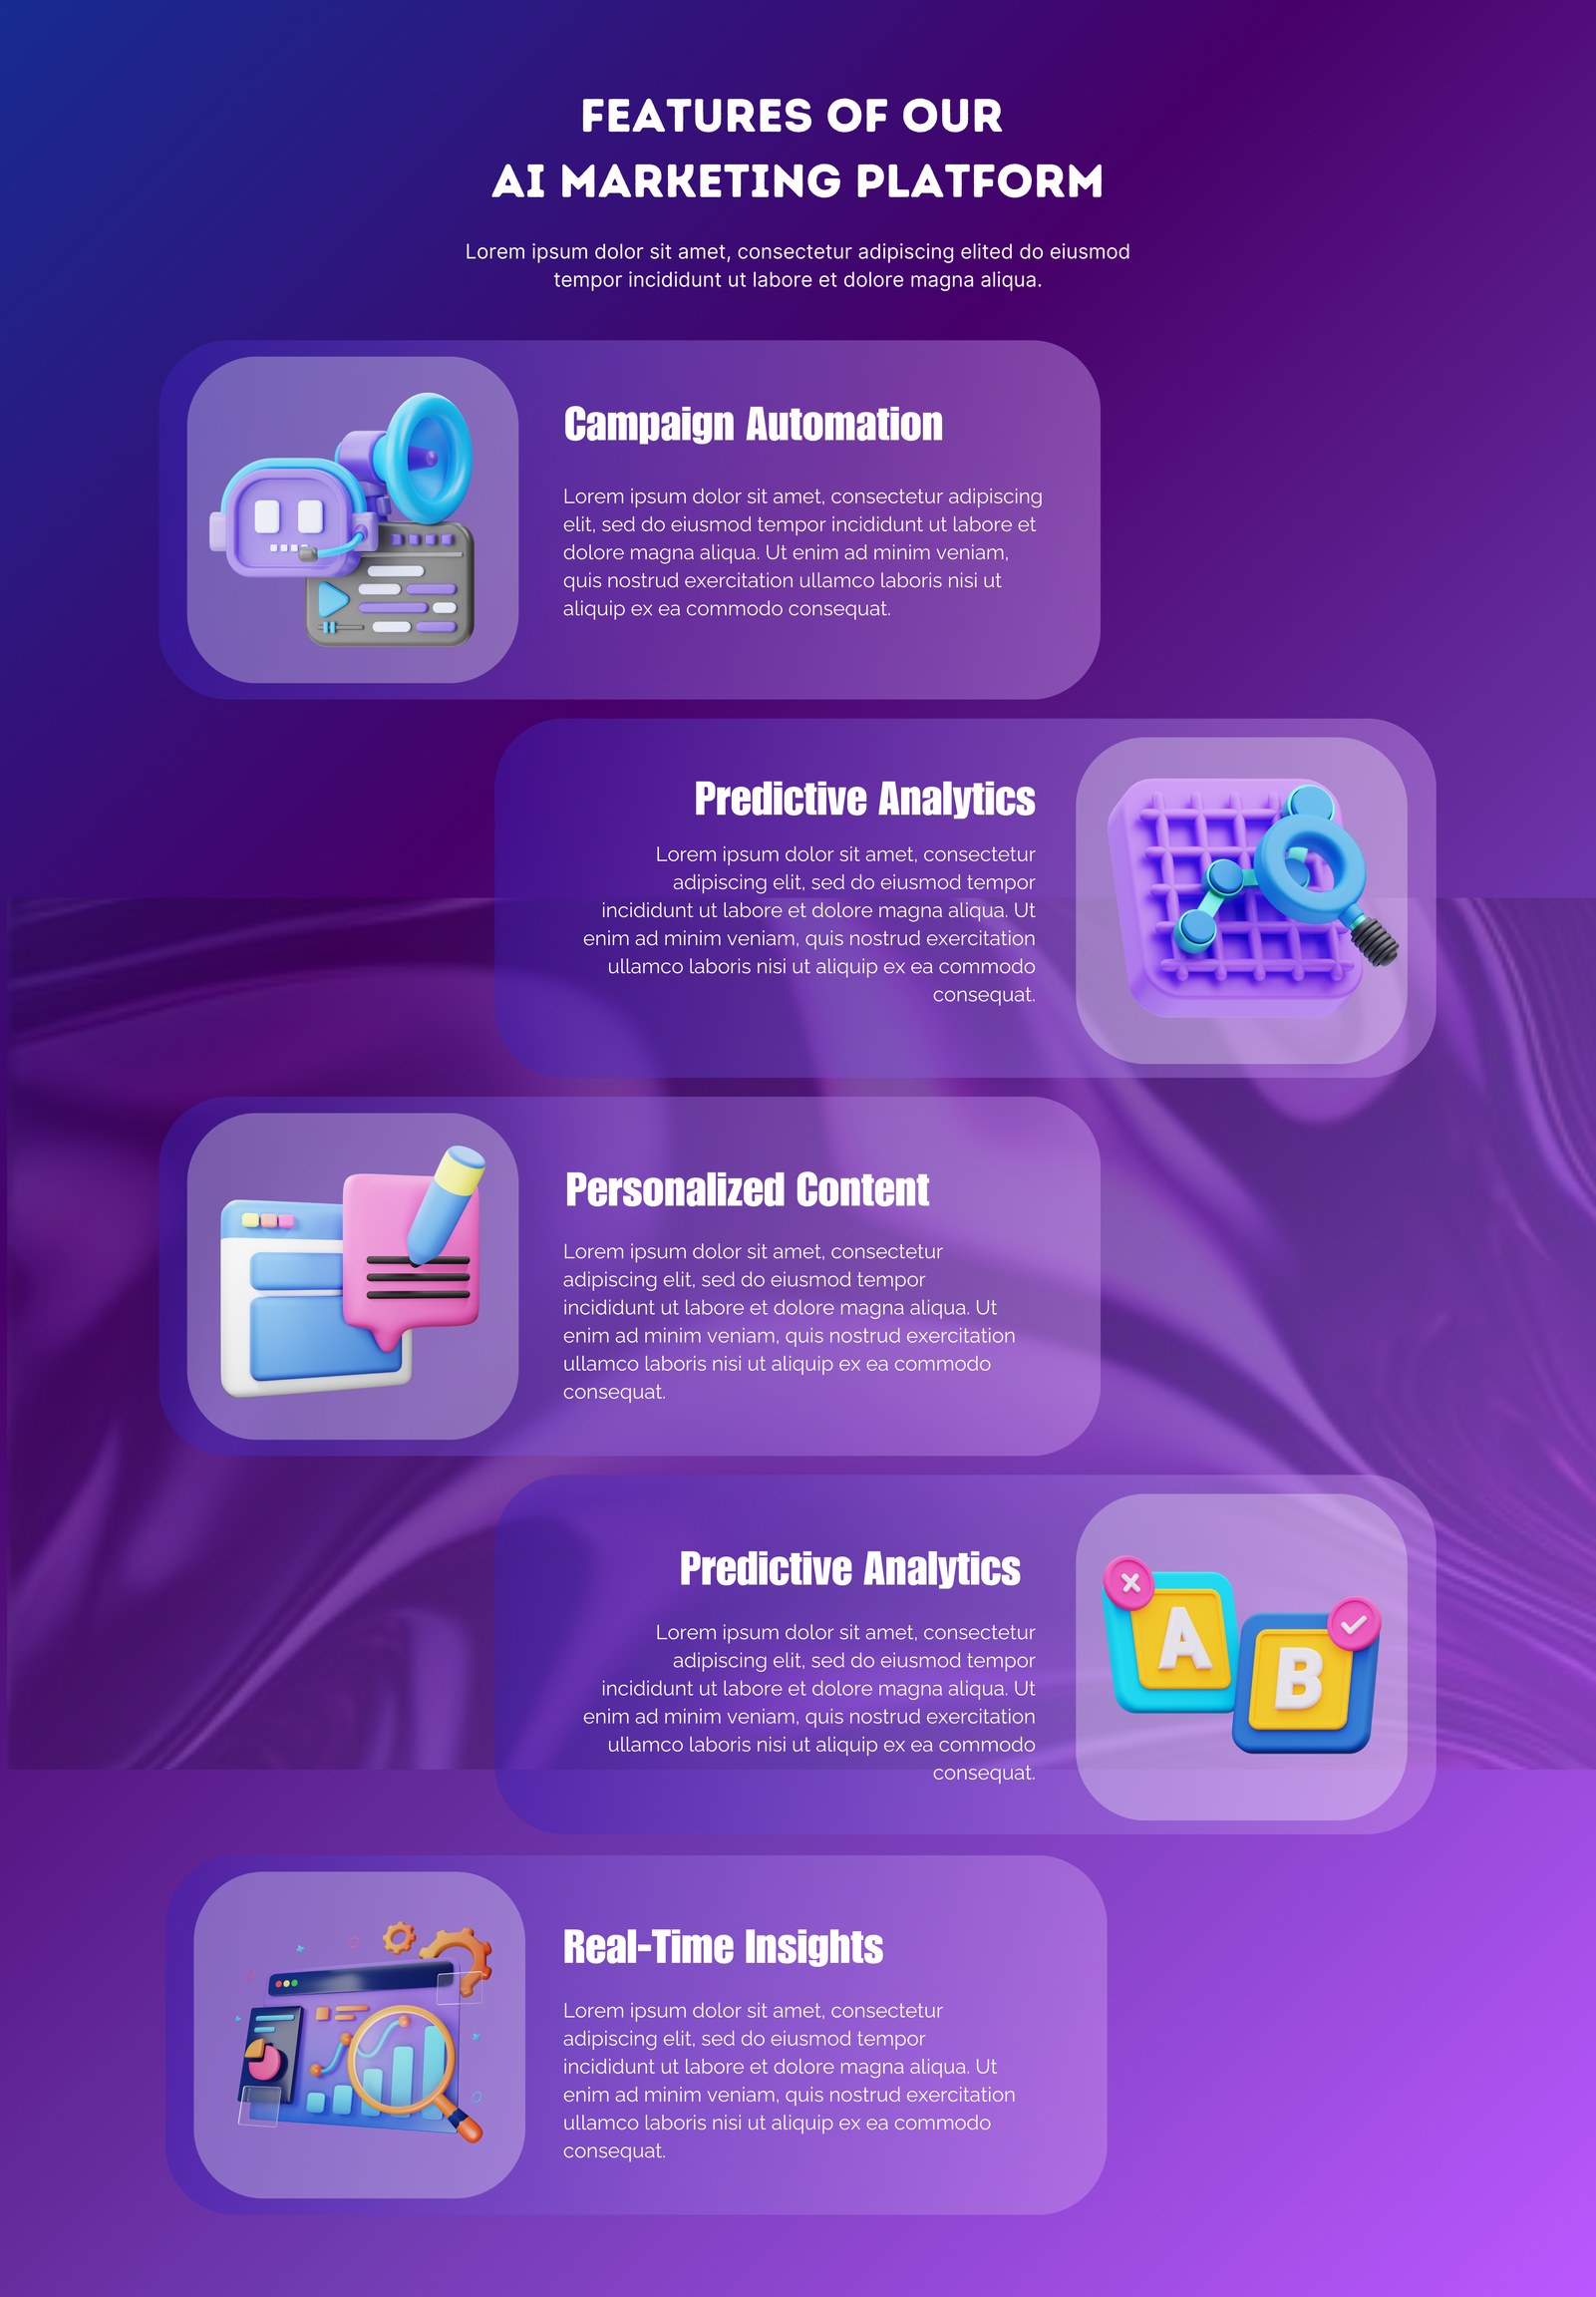 FEATURES OF OUR
AI MARKETING PLATFORM
Lorem ipsum dolor sit amet, consectetur adipiscing elited do eiusmod
tempor incididunt ut labore et dolore magna aliqua.
Campaign Automation
Lorem ipsum dolor sit amet, consectetur adipiscing
elit, sed do eiusmod tempor incididunt ut labore et
dolore magna aliqua. Ut enim ad minim veniam,
quis nostrud exercitation ullamco laboris nisi ut
aliquip ex ea commodo consequat.
Predictive Analytics
Lorem ipsum dolor sit amet, consectetur
adipiscing elit, sed do eiusmod tempor
incididunt ut labore et dolore magna aliqua. Ut
enim ad minim veniam, quis nostrud exercitation
ullamco laboris nisi ut aliquip ex ea commodo
consequat.
Personalized Content
Lorem ipsum dolor sit amet, consectetur
adipiscing elit, sed do eiusmod tempor
incididunt ut labore et dolore magna aliqua. Ut
enim ad minim veniam, quis nostrud exercitation
ullamco laboris nisi ut aliquip ex ea commodo
consequat.
Predictive Analytics
Lorem ipsum dolor sit amet, consectetur
adipiscing elit, sed do eiusmod tempor
incididunt ut labore et dolore magna aliqua. Ut
enim ad minim veniam, quis nostrud exercitation
ullamco laboris nisi ut aliquip ex ea commodo
consequat.
A
B
Real-Time Insights
Lorem ipsum dolor sit amet, consectetur
adipiscing elit, sed do eiusmod tempor
incididunt ut labore et dolore magna aliqua. Ut
enim ad minim veniam, quis nostrud exercitation
ullamco laboris nisi ut aliquip ex ea commodo
consequat.